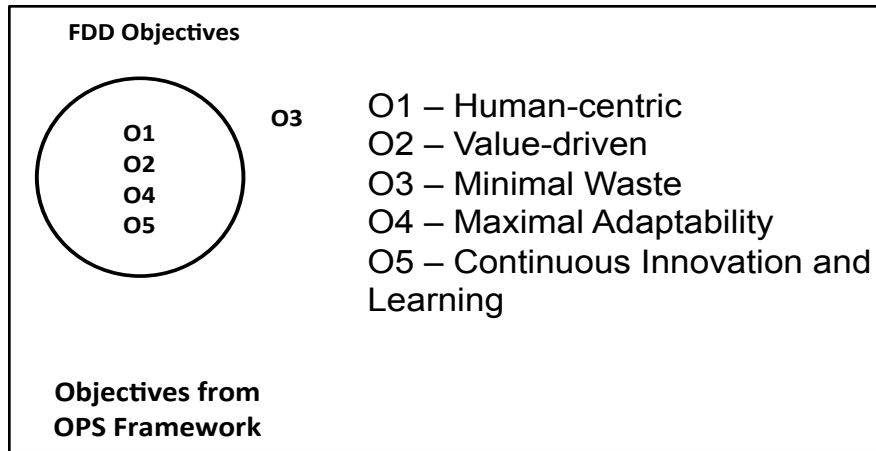 FDD Objectives
O1
O2
O4
O5
O3
O1 – Human-centric
O2 – Value-driven
O3 – Minimal Waste
O4 – Maximal Adaptability
O5 – Continuous Innovation and
Learning
Objectives from
OPS Framework